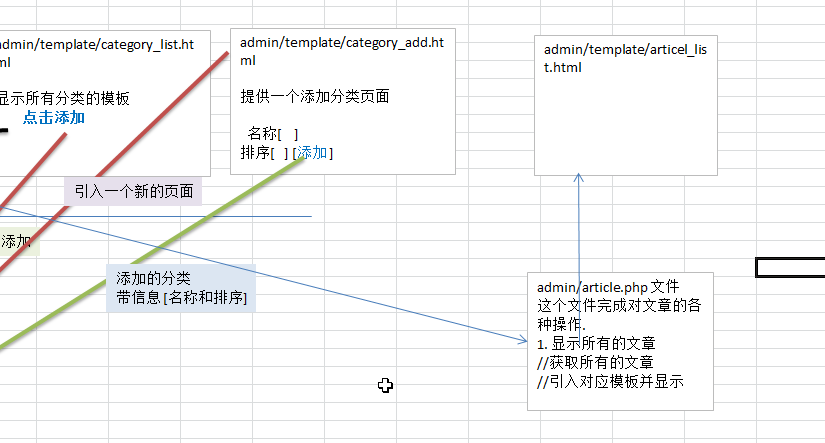 admin/template/category_list.ht
ml
显示所有分类的模板
点击添加
admin/template/category_add.ht
ml
提供一个添加分类页面
名称[ ]
排序[ ] [添加]
admin/template/articel_lis
t.html
引入一个新的页面
添加
添加的分类
带信息[名称和排序]
admin/article.php 文件
这个文件完成对文章的各
种操作.
1. 显示所有的文章
//获取所有的文章
//引入对应模板并显示